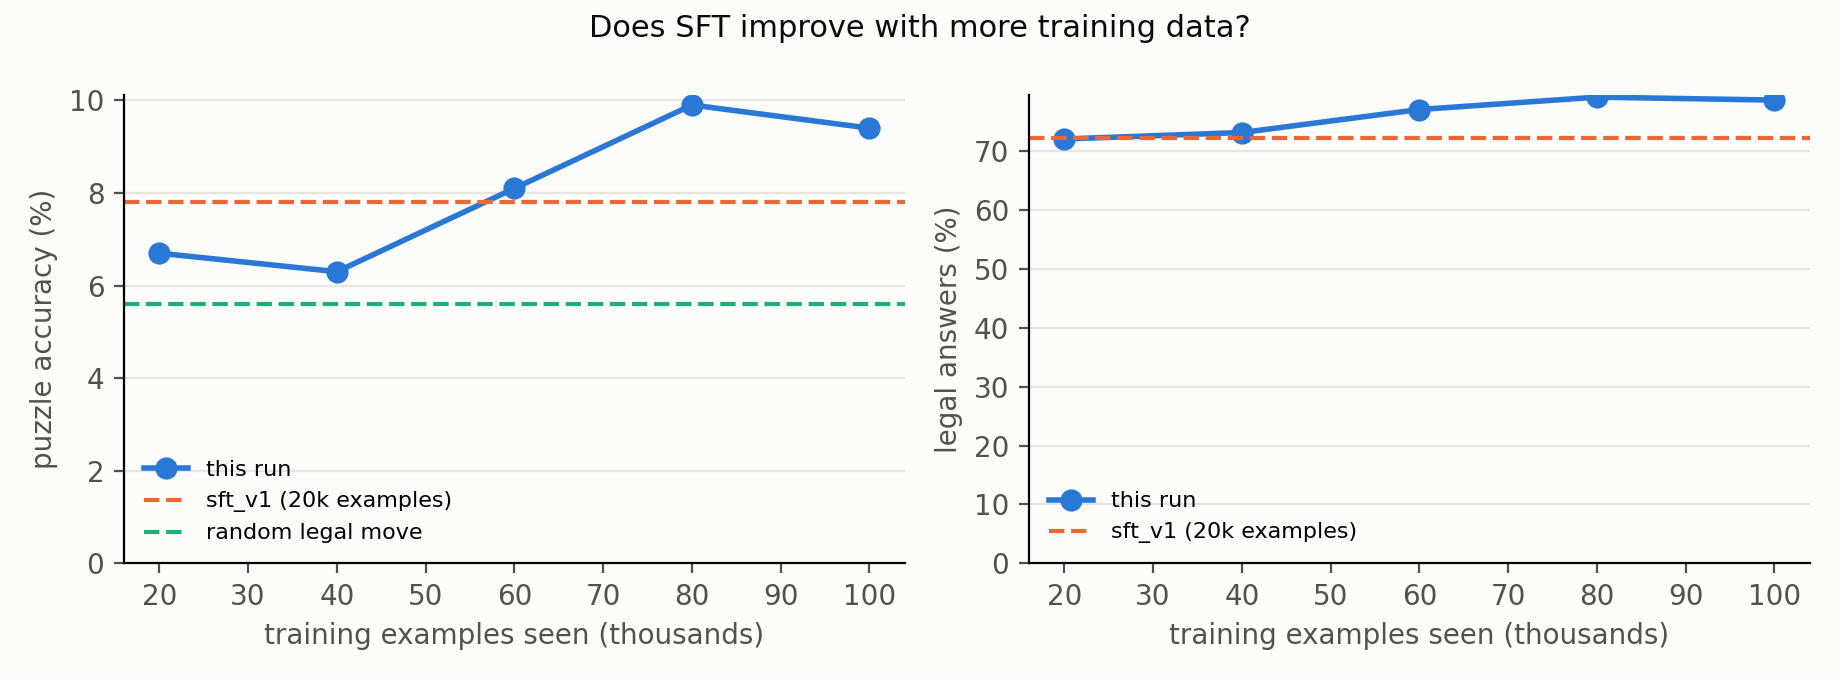 Does SFT improve with more training data?
puzzle accuracy (%)
10
8
6
4
2
0
this run
sft_v1 (20k examples)
random legal move
20 30 40 50 60 70 80 90 100
training examples seen (thousands)
legal answers (%)
70
60
50
40
30
20
10
0
this run
sft_v1 (20k examples)
20 30 40 50 60 70 80 90 100
training examples seen (thousands)